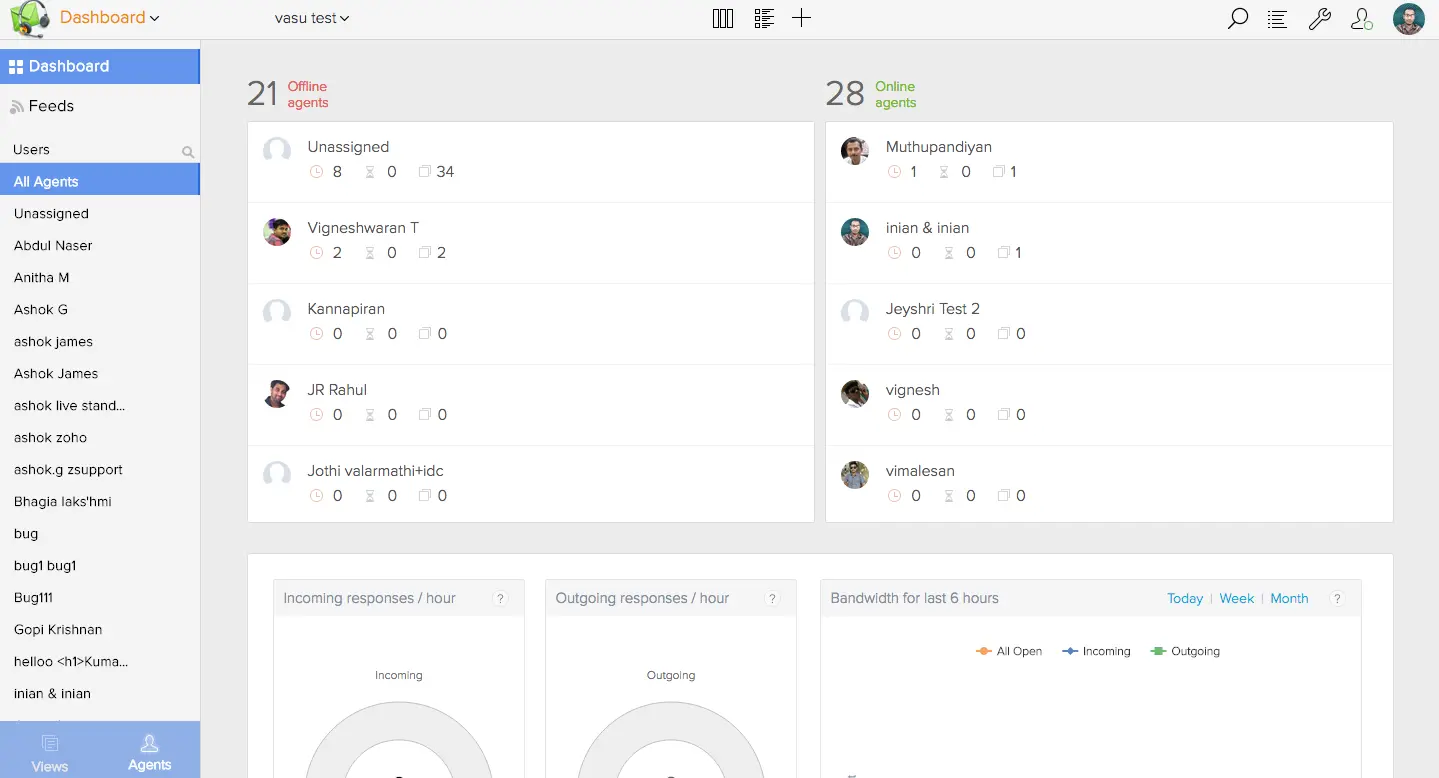 Dashboard
vasu test
Dashboard
Feeds
Users
All Agents
Unassigned
Abdul Naser
Anitha M
Ashok G
ashok james
Ashok James
ashok live stand...
ashok zoho
ashok.g zsupport
Bhagia laks'hmi
bug
bug1 bug1
Bug111
Gopi Krishnan
helloo <h1>Kuma...
inian & inian
Views
Agents
21 Offline agents
Unassigned
8 0 34
Vigneshwaran T
2 0 2
Kannapiran
0 0 0
JR Rahul
0 0 0
Jothi valarmathi+idc
0 0 0
28 Online agents
Muthupandiyan
1 0 1
inian & inian
0 0 1
Jeyshri Test 2
0 0 0
vignesh
0 0 0
vimalesan
0 0 0
Incoming responses / hour ?
Incoming
Outgoing responses / hour ?
Outgoing
Bandwidth for last 6 hours Today | Week | Month ?
All Open Incoming Outgoing